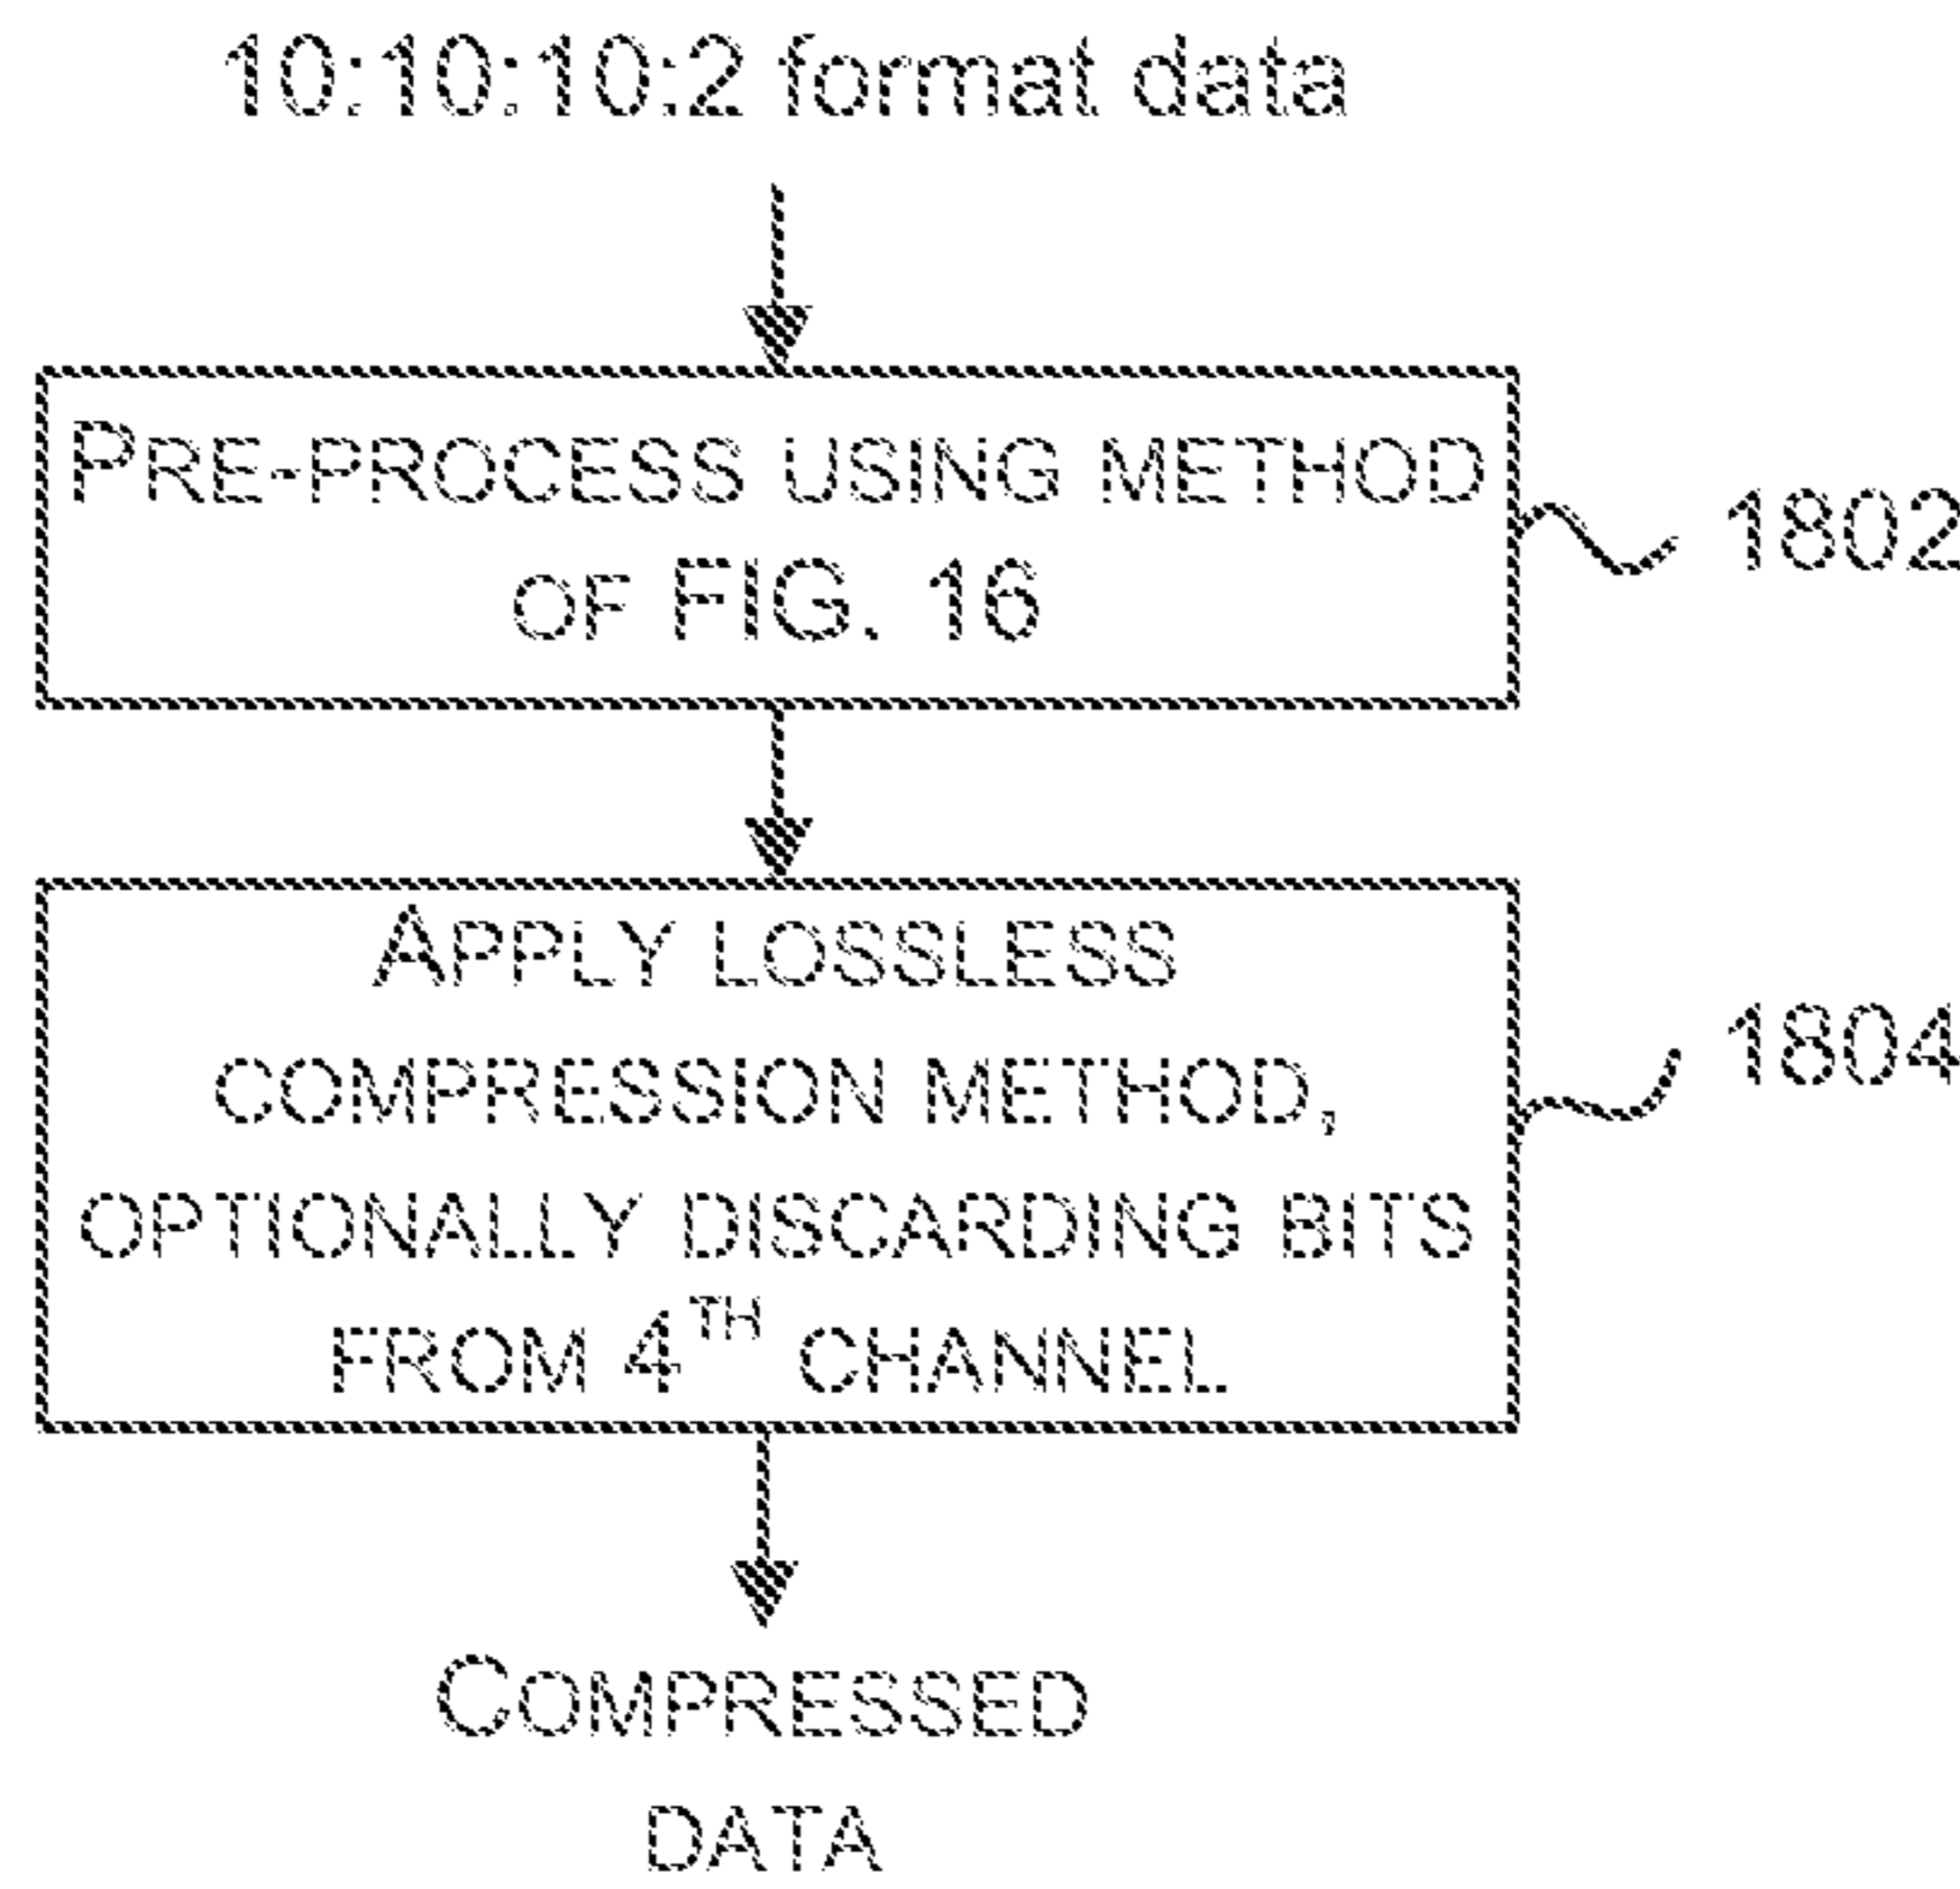 10:10:10:2 format data
PRE-PROCESS USING METHOD
OF FIG. 16
1802
APPLY LOSSLESS
COMPRESSION METHOD,
OPTIONALLY DISCARDING BITS
FROM 4TH CHANNEL
1804
COMPRESSED
DATA